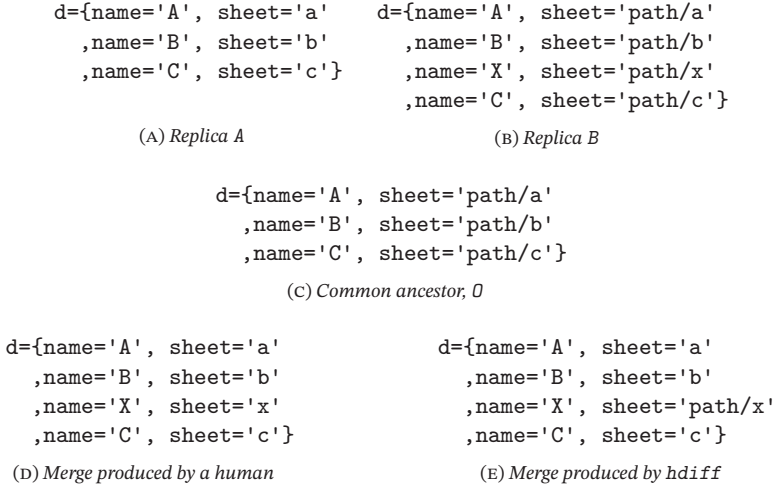 d={name='A', sheet='a'
,name='B', sheet='b'
,name='C', sheet='c'}
(A) Replica A
d={name='A', sheet='path/a'
,name='B', sheet='path/b'
,name='X', sheet='path/x'
,name='C', sheet='path/c'}
(B) Replica B
d={name='A', sheet='path/a'
,name='B', sheet='path/b'
,name='C', sheet='path/c'}
(C) Common ancestor, O
d={name='A', sheet='a'
,name='B', sheet='b'
,name='X', sheet='x'
,name='C', sheet='c'}
(D) Merge produced by a human
d={name='A', sheet='a'
,name='B', sheet='b'
,name='X', sheet='path/x'
,name='C', sheet='c'}
(E) Merge produced by hdiff